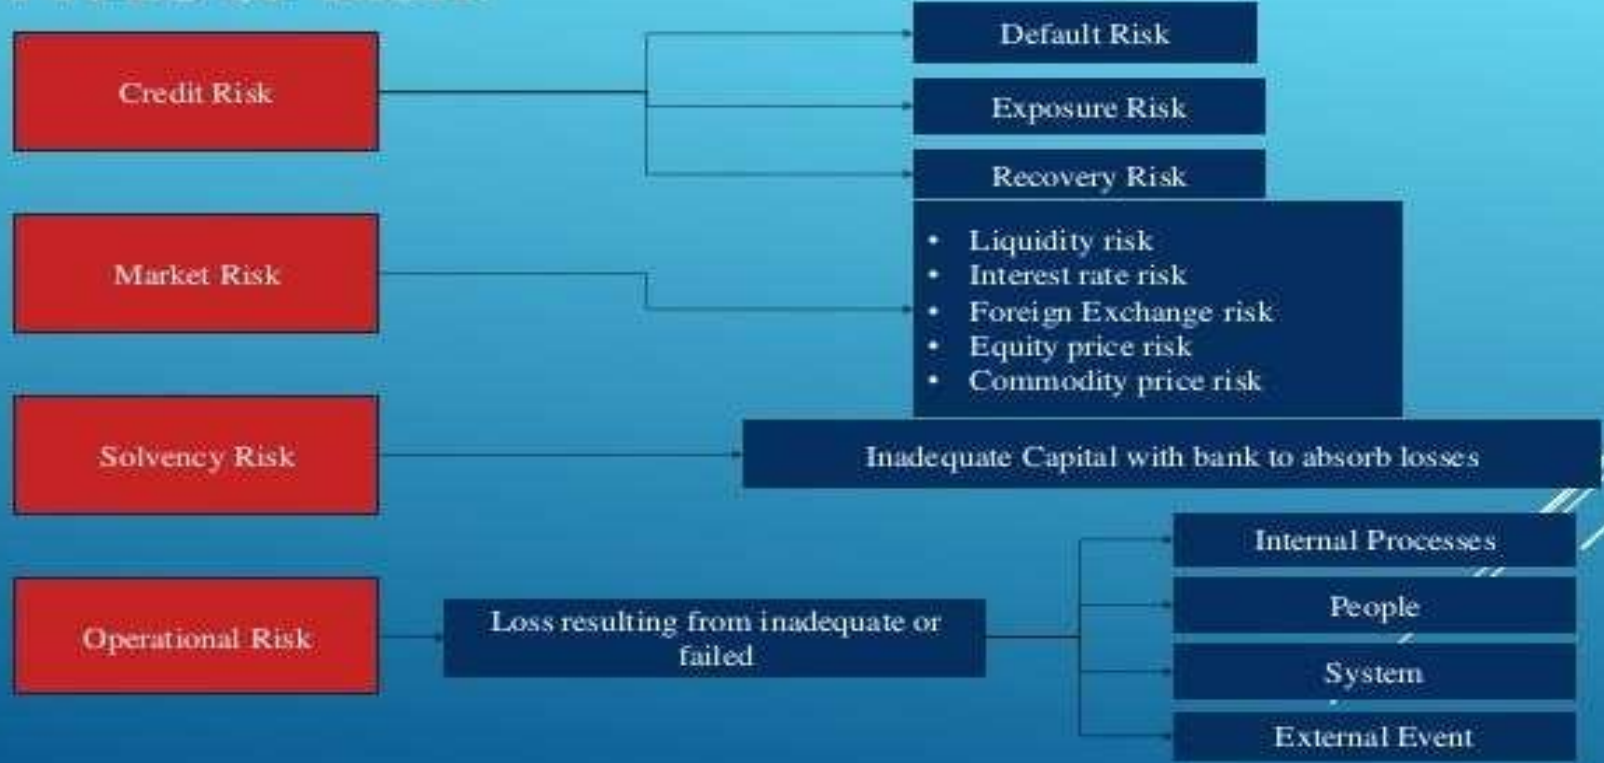 Credit Risk
Default Risk
Exposure Risk
Recovery Risk
Market Risk
• Liquidity risk
• Interest rate risk
• Foreign Exchange risk
• Equity price risk
• Commodity price risk
Solvency Risk
Inadequate Capital with bank to absorb losses
Operational Risk
Loss resulting from inadequate or
failed
Internal Processes
People
System
External Event